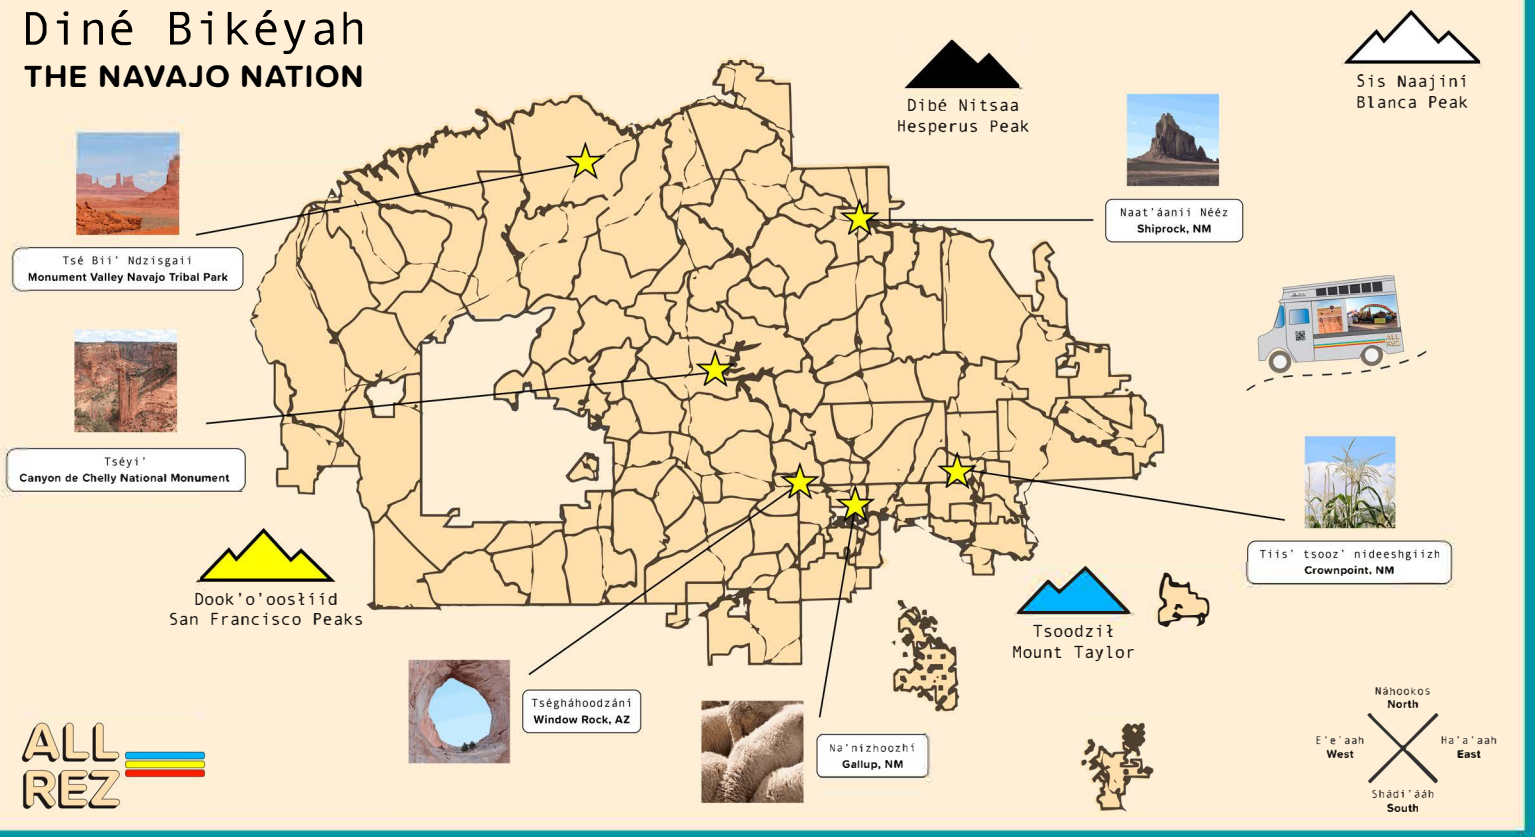 Diné Bikéyah
THE NAVAJO NATION
Dibé Nitsaa
Hesperus Peak
Sis Naajiní
Blanca Peak
Tsé Bii' Ndzisgaii
Monument Valley Navajo Tribal Park
Naat'áanii Nééz
Shiprock, NM
ALL
REZ
Tséyi'
Canyon de Chelly National Monument
Tiis' tsooz' nideeshgiizh
Crownpoint, NM
Dook'o'oosłííd
San Francisco Peaks
Tsoodził
Mount Taylor
Tségháhoodzání
Window Rock, AZ
Na'nízhoozhí
Gallup, NM
ALL
REZ
Náhookos
North
E'e'aah
West
Ha'a'aah
East
Shádi'ááh
South